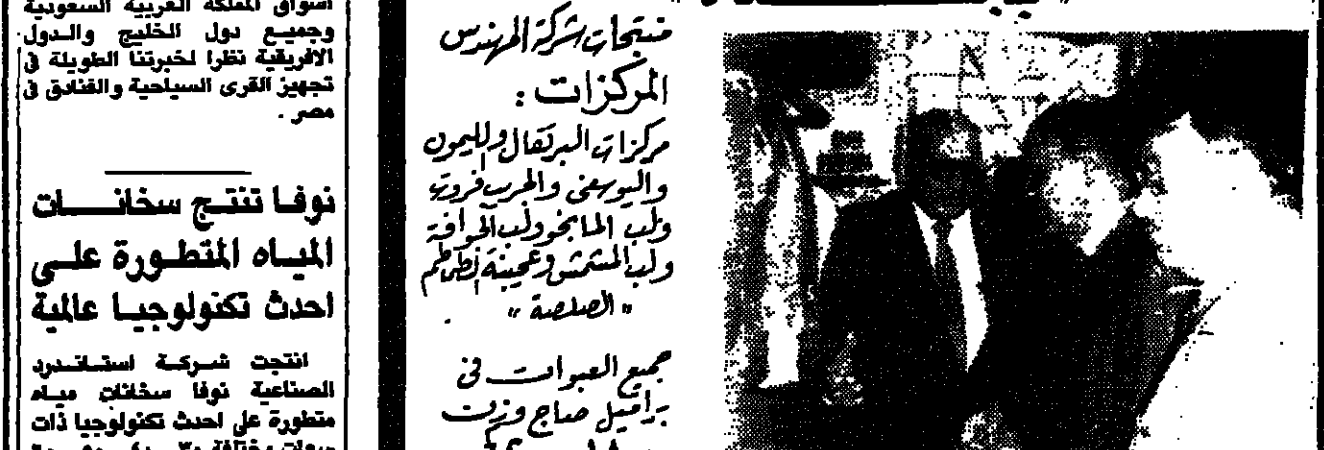 اسواق المملكة العربية السعودية
وجميع دول الخليج والدول
الافريقية نظرا لخبرتنا الطويلة في
تجهيز القرى السياحية والفنادق في
مصر .
نوفا تنتج سخانات
المياه المتطورة على
احدث تكنولوجيا عالمية
انتجت شركة استاندرد
الصناعية نوفا سخانات مياه
متطورة على احدث تكنولوجيا ذات
منتجات شركة المهندس
المركزات :
مركزات البرتقال والليمون
واليوسفى والجريب فروت
ولب المانجو ولب الجوافة
ولب المشمش وعجينة الطماطم
" الصلصة "
جميع العبوات فى
براميل صاج وزنت